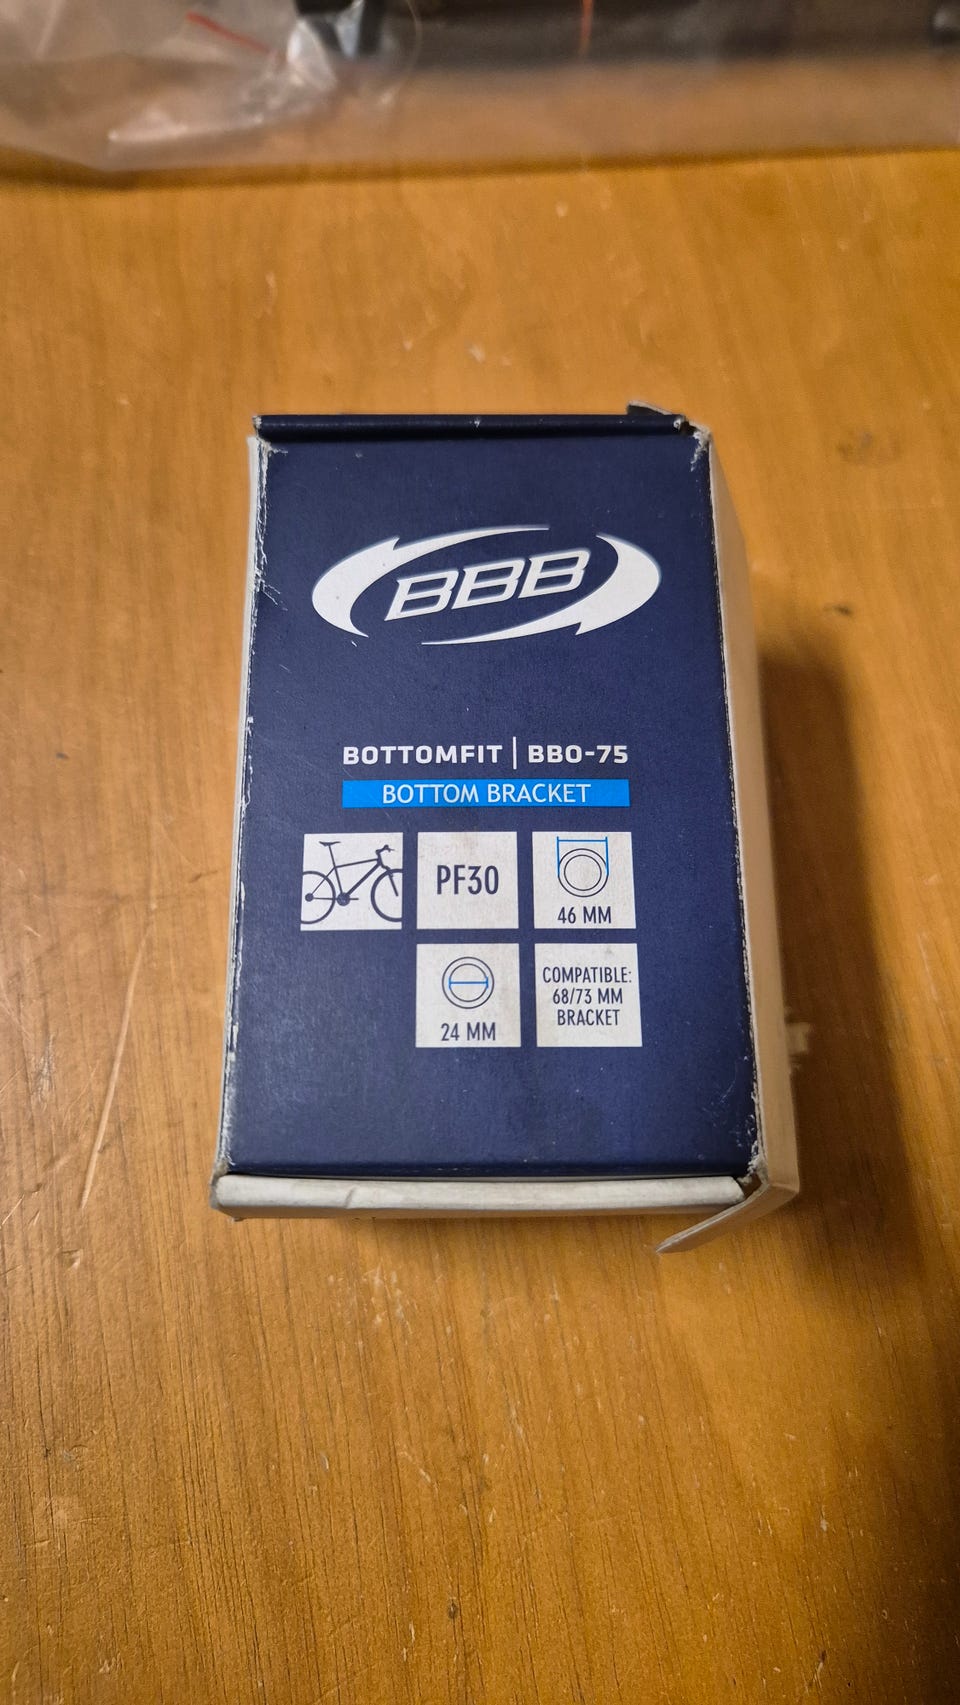 BBB
BOTTOMFIT | BBO-75
BOTTOM BRACKET
PF30
46 MM
24 MM
COMPATIBLE:
68/73 MM
BRACKET